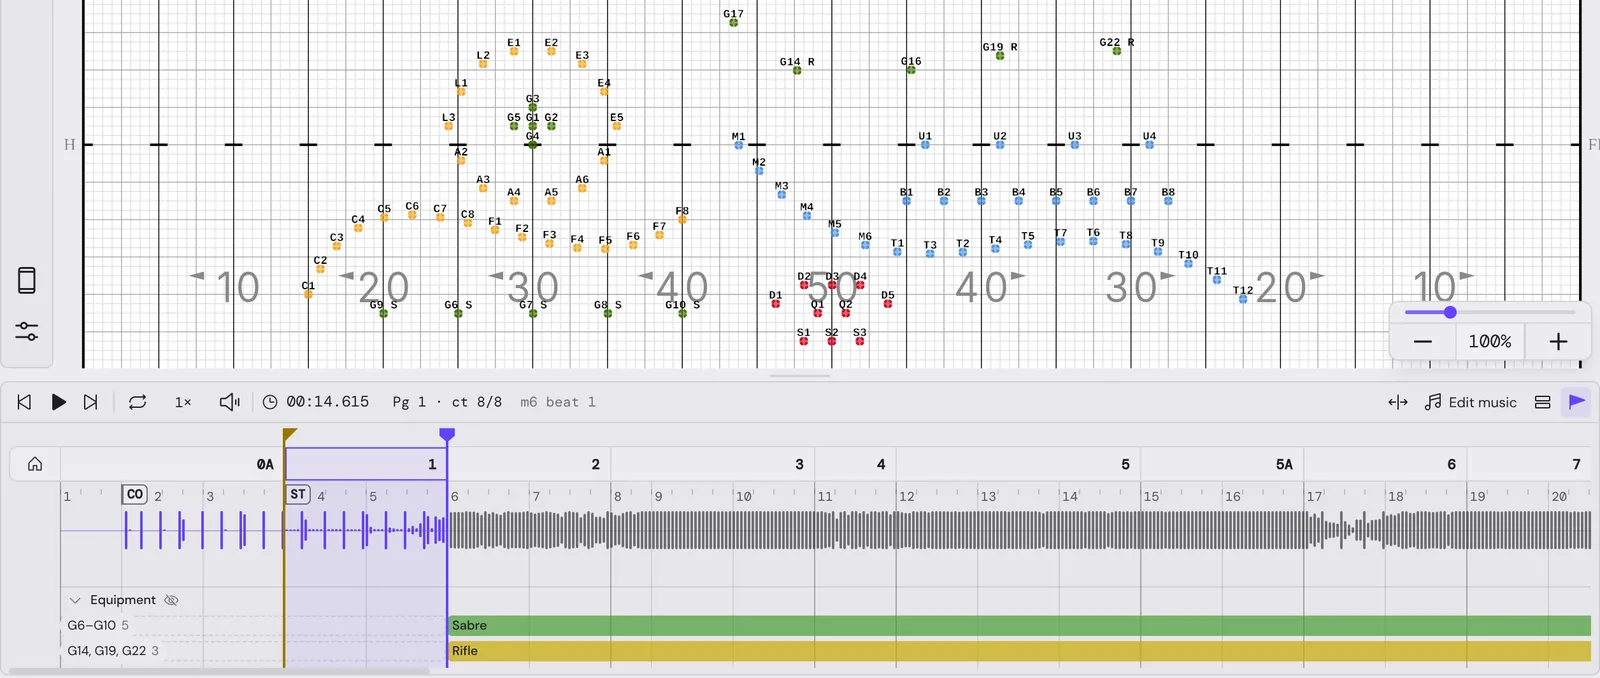 G17
E1 E2
L2 E3
G14 R G16 G19 R G22 R
L1 E4
G3
L3 G5 G1 G2 E5
G4
H M1 U1 U2 U3 U4
A2 A1
M2
A3 A6 M3
A4 A5 B1 B2 B3 B4 B5 B6 B7 B8
C4 C5 C6 C7 C8 F8 M4
C3 F1 F2 F3 F4 F5 F6 F7 M5 M6
T1 T3 T2 T4 T5 T7 T6 T8 T9
C2 T10
C1 T11
10 20 30 40 50 40 30 20 10
D2 D3 D4
D1 D5 T12
G9 S G6 S G7 S G8 S G10 S Q1 Q2
S1 S2 S3
100%
1× 00:14.615 Pg 1 · ct 8/8 m6 beat 1 Edit music
0A 1 2 3 4 5 5A 6 7
1 CO 2 3 ST 4 5 6 7 8 9 10 11 12 13 14 15 16 17 18 19 20
Equipment
G6–G10 5 Sabre
G14, G19, G22 3 Rifle